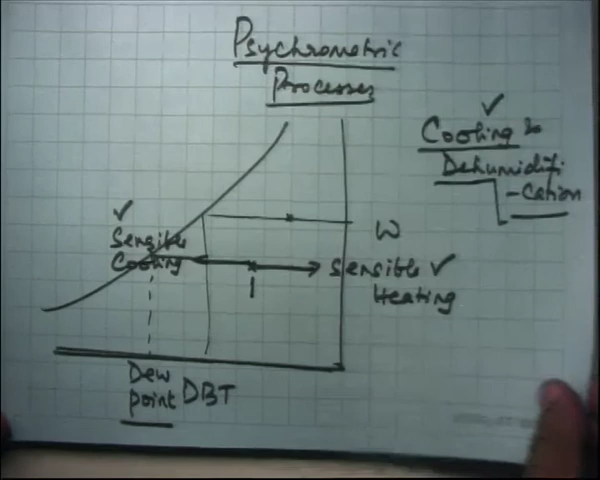 Psychrometric
Processes
Cooling &
Dehumidifi
-cation
Sensible
Cooling
W
1
Sensible
Heating
Dew
point
DBT